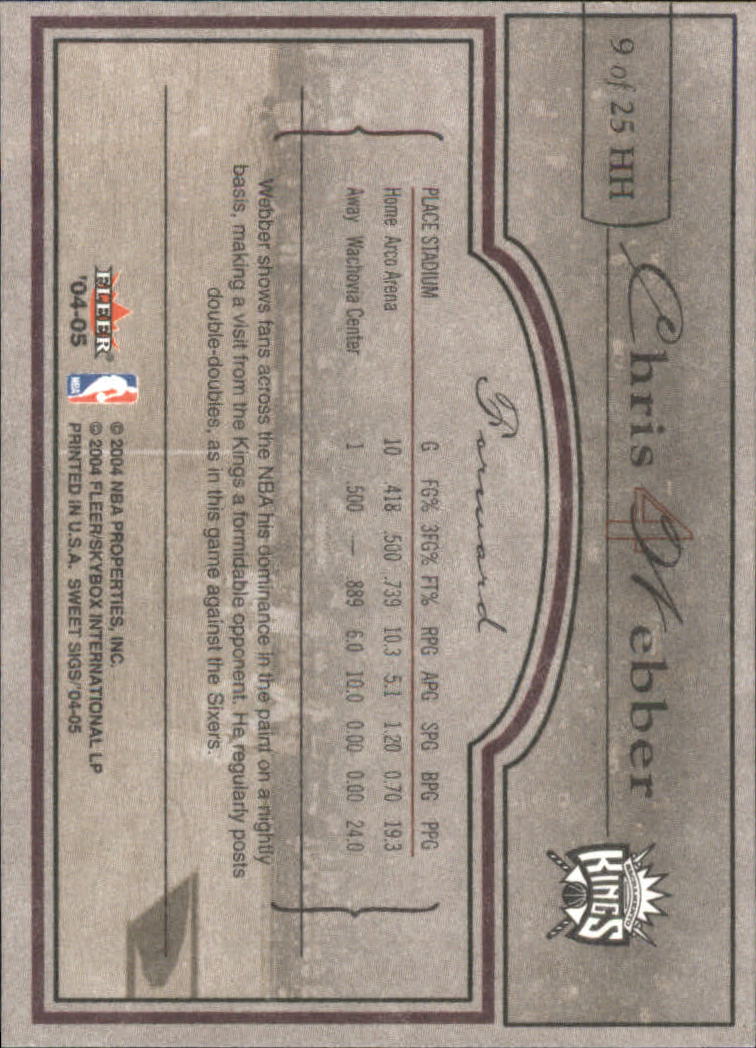 9 of 25 HH
Chris 4 Webber
SACRAMENTO
KINGS
Forward
PLACE STADIUM G FG% 3FG% FT% RPG APG SPG BPG PPG
Home Arco Arena 10 .418 .500 .739 10.3 5.1 1.20 0.70 19.3
Away Wachovia Center 1 .500 — .889 6.0 10.0 0.00 0.00 24.0
Webber shows fans across the NBA his dominance in the paint on a nightly
basis, making a visit from the Kings a formidable opponent. He regularly posts
double-doubles, as in this game against the Sixers.
FLEER
'04-05
NBA
© 2004 NBA PROPERTIES, INC.
© 2004 FLEER/SKYBOX INTERNATIONAL LP
PRINTED IN U.S.A. SWEET SIGS/'04-05